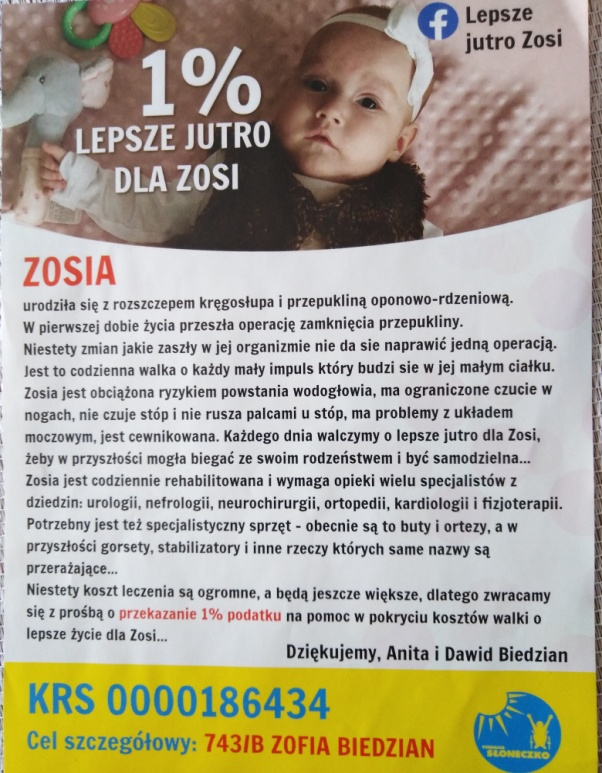 Lepsze
jutro Zosi
1%
LEPSZE JUTRO
DLA ZOSI
ZOSIA
urodziła się z rozszczepem kręgosłupa i przepukliną oponowo-rdzeniową.
W pierwszej dobie życia przeszła operację zamknięcia przepukliny.
Niestety zmian jakie zaszły w jej organizmie nie da sie naprawić jedną operacją.
Jest to codzienna walka o każdy mały impuls który budzi sie w jej małym ciałku.
Zosia jest obciążona ryzykiem powstania wodogłowia, ma ograniczone czucie w
nogach, nie czuje stóp i nie rusza palcami u stóp, ma problemy z układem
moczowym, jest cewnikowana. Każdego dnia walczymy o lepsze jutro dla Zosi,
żeby w przyszłości mogła biegać ze swoim rodzeństwem i być samodzielna...
Zosia jest codziennie rehabilitowana i wymaga opieki wielu specjalistów z
dziedzin: urologii, nefrologii, neurochirurgii, ortopedii, kardiologii i fizjoterapii.
Potrzebny jest też specjalistyczny sprzęt - obecnie są to buty i ortezy, a w
przyszłości gorsety, stabilizatory i inne rzeczy których same nazwy są
przerażające...
Niestety koszt leczenia są ogromne, a będą jeszcze większe, dlatego zwracamy
się z prośbą o przekazanie 1% podatku na pomoc w pokryciu kosztów walki o
lepsze życie dla Zosi...
Dziękujemy, Anita i Dawid Biedzian
KRS 0000186434
Cel szczegółowy: 743/B ZOFIA BIEDZIAN
FUNDACJA
SŁONECZKO